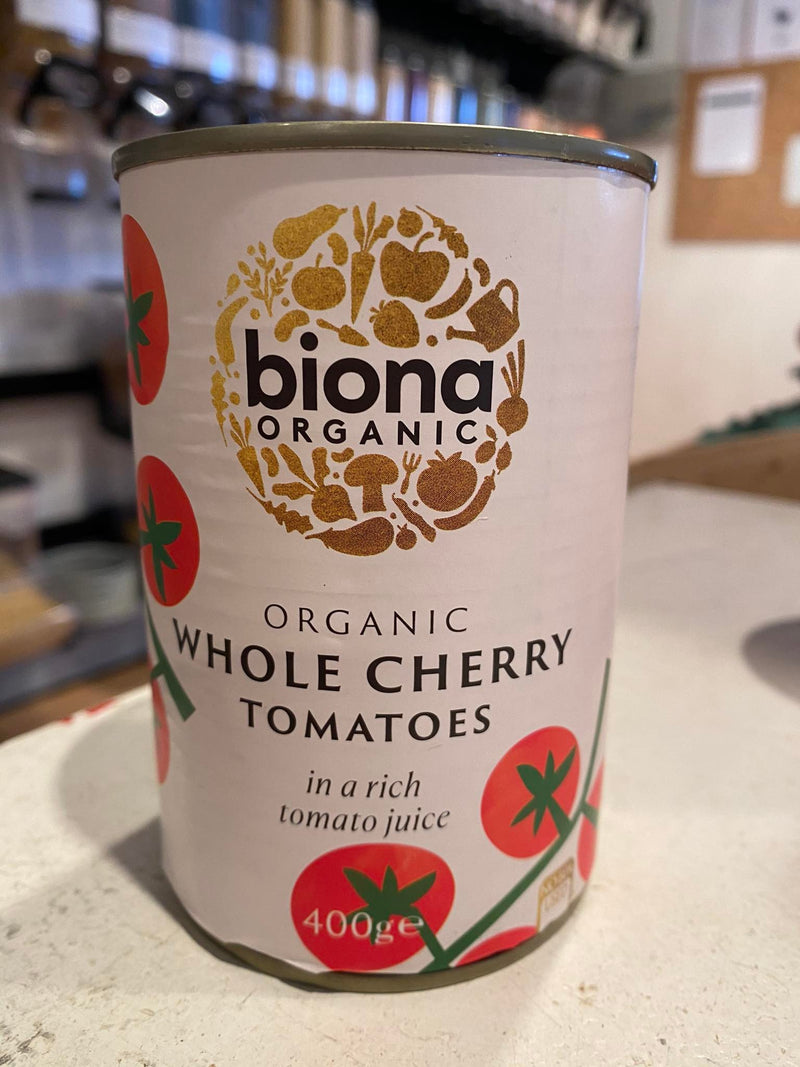 biona
ORGANIC
ORGANIC
WHOLE CHERRY
TOMATOES
in a rich
tomato juice
400g℮